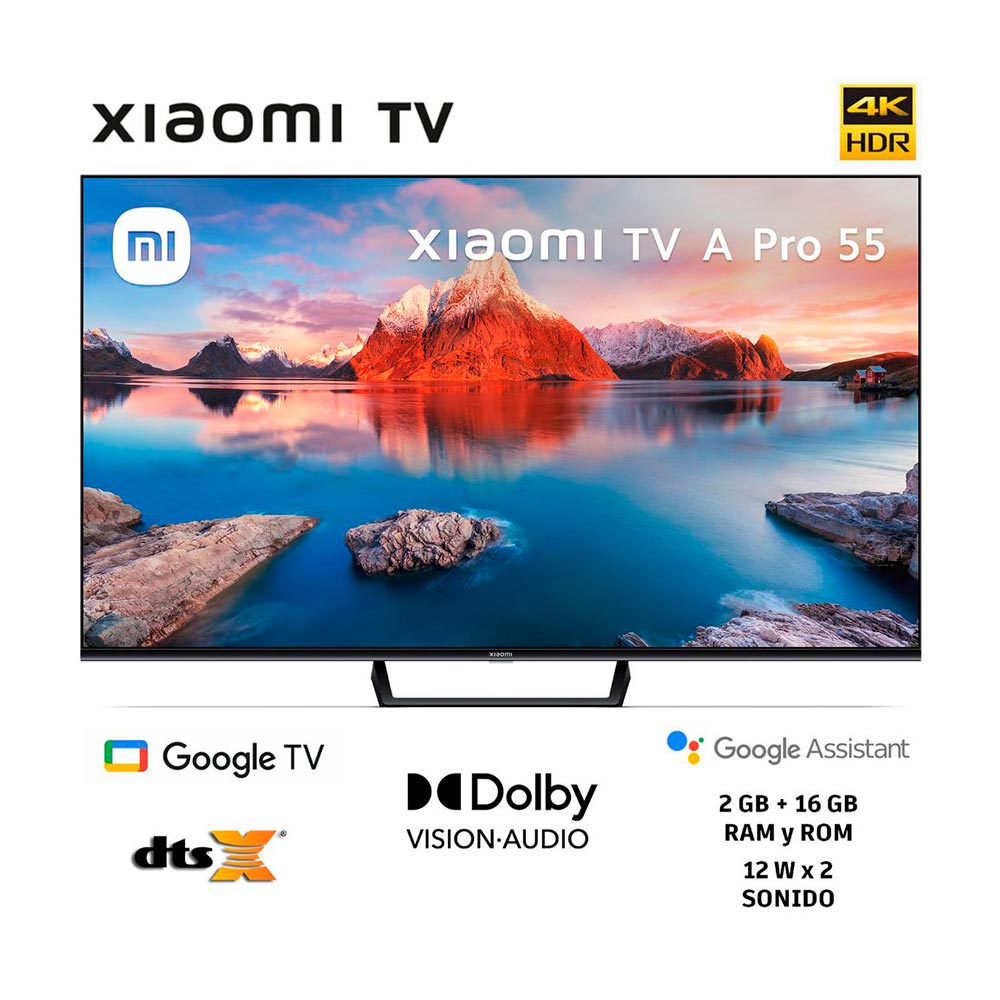 xiaomi TV
4K
HDR
mi
xiaomi TV A Pro 55
xiaomi
Google TV
Google Assistant
Dolby
VISION·AUDIO
2 GB + 16 GB
RAM y ROM
dts X®
12 W x 2
SONIDO